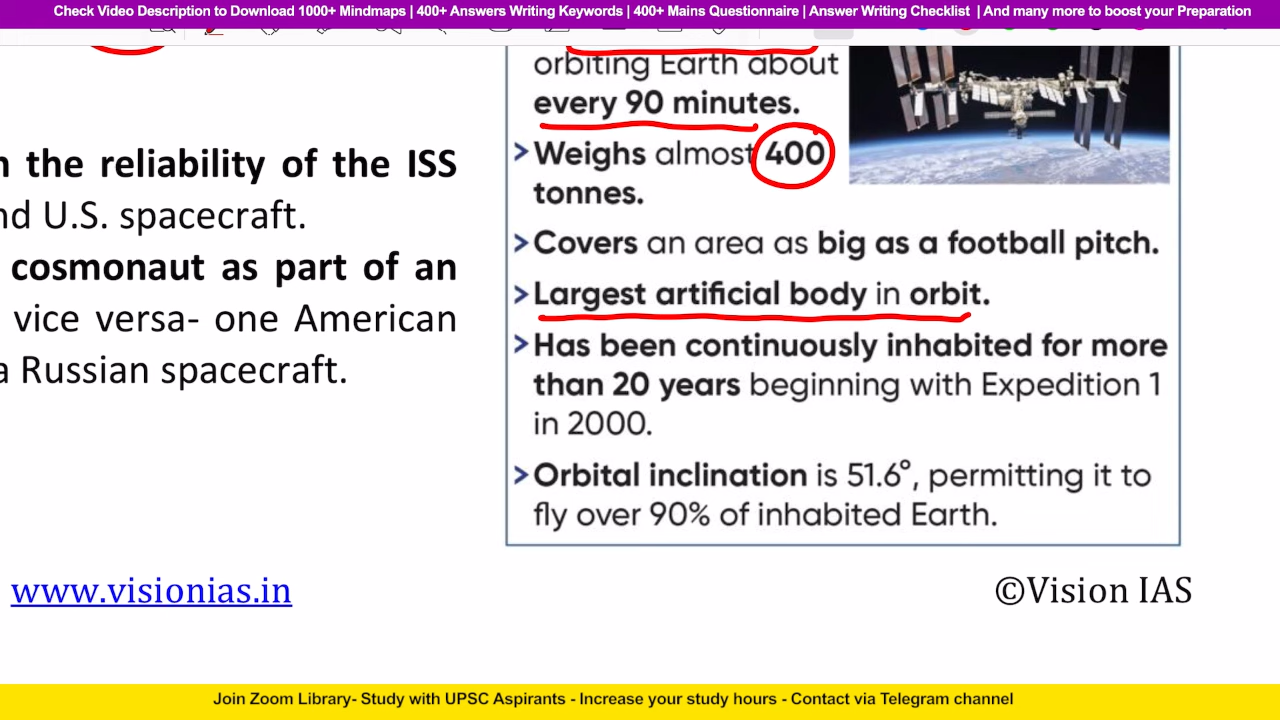 Check Video Description to Download 1000+ Mindmaps | 400+ Answers Writing Keywords | 400+ Mains Questionnaire | Answer Writing Checklist | And many more to boost your Preparation
the reliability of the ISS
U.S. spacecraft.
cosmonaut as part of an
vice versa- one American
a Russian spacecraft.
orbiting Earth about
every 90 minutes.
> Weighs almost 400
tonnes.
> Covers an area as big as a football pitch.
> Largest artificial body in orbit.
> Has been continuously inhabited for more
than 20 years beginning with Expedition 1
in 2000.
> Orbital inclination is 51.6°, permitting it to
fly over 90% of inhabited Earth.
www.visionias.in
©Vision IAS
Join Zoom Library- Study with UPSC Aspirants - Increase your study hours - Contact via Telegram channel